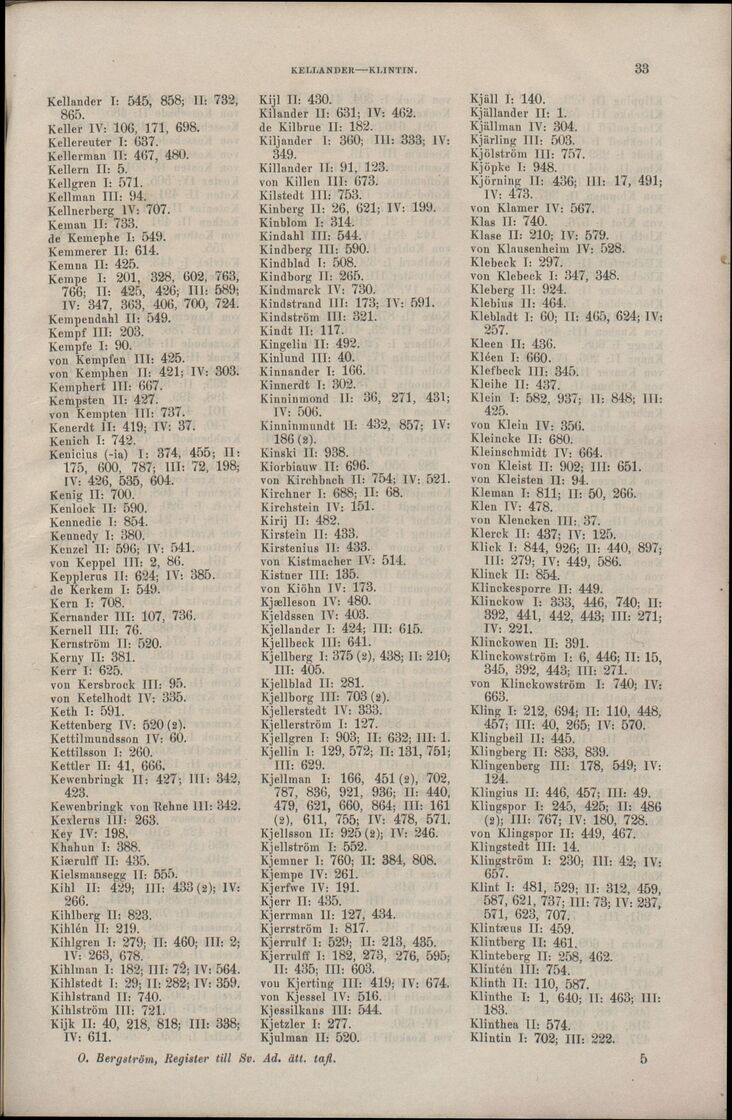 KELLANDER—KLINTIN.
33
Kellander I: 545, 858; II: 732,
865.
Keller IV: 106, 171, 698.
Kellereuter I: 637.
Kellerman II: 467, 480.
Kellern II: 5.
Kellgren I: 571.
Kellman III: 94.
Kellnerberg IV: 707.
Keman II: 733.
de Kemephe I: 549.
Kemmerer II: 614.
Kemna II: 425.
Kempe I: 201, 328, 602, 763,
766; II: 425, 426; III: 589;
IV: 347, 363, 406, 700, 724.
Kempendahl II: 549.
Kempf III: 203.
Kempfe I: 90.
von Kempfen III: 425.
von Kemphen II: 421; IV: 303.
Kemphert III: 667.
Kempsten II: 427.
von Kempten III: 737.
Kenerdt II: 419; IV: 37.
Kenich I: 742.
Kenicius (-ia) I: 374, 455; II:
175, 600, 787; III: 72, 198;
IV: 426, 535, 604.
Kenig II: 700.
Kenlock II: 590.
Kennedie I: 854.
Kennedy I: 380.
Kenzel II: 596; IV: 541.
von Keppel III: 2, 86.
Kepplerus II: 624; IV: 385.
de Kerkem I: 549.
Kern I: 708.
Kernander III: 107, 736.
Kernell III: 76.
Kernström II: 520.
Kerny II: 381.
Kerr I: 625.
von Kersbrock III: 95.
von Ketelhodt IV: 335.
Keth I: 591.
Kettenberg IV: 520 (2).
Kettilmundsson IV: 60.
Kettilsson I: 260.
Kettler II: 41, 666.
Kewenbringk II: 427; III: 342,
423.
Kewenbringk von Rehne III: 342.
Kexlerus III: 263.
Key IV: 198.
Khahun I: 388.
Kiærulff II: 435.
Kielsmansegg II: 555.
Kihl II: 429; III: 433 (2); IV:
266.
Kihlberg II: 823.
Kihlén II: 219.
Kihlgren I: 279; II: 460; III: 2;
IV: 263, 678.
Kihlman I: 182; III: 72; IV: 564.
Kihlstedt I: 29; II: 282; IV: 359.
Kihlstrand II: 740.
Kihlström III: 721.
Kijk II: 40, 218, 818; III: 338;
IV: 611.
Kijl II: 430.
Kilander II: 631; IV: 462.
de Kilbrue II: 182.
Kiljander I: 360; III: 333; IV:
349.
Killander II: 91, 123.
von Killen III: 673.
Kilstedt III: 753.
Kinberg II: 26, 621; IV: 199.
Kinblom I: 314.
Kindahl III: 544.
Kindberg III: 590.
Kindblad I: 508.
Kindborg II: 265.
Kindmarck IV: 730.
Kindstrand III: 173; IV: 591.
Kindström III: 321.
Kindt II: 117.
Kingelin II: 492.
Kinlund III: 40.
Kinnander I: 166.
Kinnerdt I: 302.
Kinninmond II: 36, 271, 431;
IV: 506.
Kinninmundt II: 432, 857; IV:
186 (2).
Kinski II: 938.
Kiorbiauw II: 696.
von Kirchbach II: 754; IV: 521.
Kirchner I: 688; II: 68.
Kirchstein IV: 151.
Kirij II: 482.
Kirstein II: 433.
Kirstenius II: 433.
von Kistmacher IV: 514.
Kistner III: 135.
von Kiöhn IV: 173.
Kjælleson IV: 480.
Kjeldssen IV: 403.
Kjellander I: 424; III: 615.
Kjellbeck III: 641.
Kjellberg I: 375 (2), 438; II: 210;
III: 405.
Kjellblad II: 281.
Kjellborg III: 703 (2).
Kjellerstedt IV: 333.
Kjellerström I: 127.
Kjellgren I: 903; II: 632; III: 1.
Kjellin I: 129, 572; II: 131, 751;
III: 629.
Kjellman I: 166, 451 (2), 702,
787, 836, 921, 936; II: 440,
479, 621, 660, 864; III: 161
(2), 611, 755; IV: 478, 571.
Kjellsson II: 925 (2); IV: 246.
Kjellström I: 552.
Kjemner I: 760; II: 384, 808.
Kjempe IV: 261.
Kjerfwe IV: 191.
Kjerr II: 435.
Kjerrman II: 127, 434.
Kjerrström I: 817.
Kjerrulf I: 529; II: 213, 435.
Kjerrulff I: 182, 273, 276, 595;
II: 435; III: 603.
von Kjerting III: 419; IV: 674.
von Kjessel IV: 516.
Kjessilkans III: 544.
Kjetzler I: 277.
Kjulman II: 520.
Kjäll I: 140.
Kjällander II: 1.
Kjällman IV: 304.
Kjärling III: 503.
Kjölström III: 757.
Kjöpke I: 948.
Kjörning II: 436; III: 17, 491;
IV: 473.
von Klamer IV: 567.
Klas II: 740.
Klase II: 210; IV: 579.
von Klausenheim IV: 528.
Klebeck I: 297.
von Klebeck I: 347, 348.
Kleberg II: 924.
Klebius II: 464.
Klebladt I: 60; II: 465, 624; IV:
257.
Kleen II: 436.
Kléen I: 660.
Klefbeck III: 345.
Kleihe II: 437.
Klein I: 582, 937; II: 848; III:
425.
von Klein IV: 356.
Kleincke II: 680.
Kleinschmidt IV: 664.
von Kleist II: 902; III: 651.
von Kleisten II: 94.
Kleman I: 811; II: 50, 266.
Klen IV: 478.
von Klencken III: 37.
Klerck II: 437; IV: 125.
Klick I: 844, 926; II: 440, 897;
III: 279; IV: 449, 586.
Klinck II: 854.
Klinckesporre II: 449.
Klinckow I: 333, 446, 740; II:
392, 441, 442, 443; III: 271;
IV: 221.
Klinckowen II: 391.
Klinckowström I: 6, 446; II: 15,
345, 392, 443; III: 271.
von Klinckowström I: 740; IV:
663.
Kling I: 212, 694; II: 110, 448,
457; III: 40, 265; IV: 570.
Klingbeil II: 445.
Klingberg II: 833, 839.
Klingenberg III: 178, 549; IV:
124.
Klingius II: 446, 457; III: 49.
Klingspor I: 245, 425; II: 486
(2); III: 767; IV: 180, 728.
von Klingspor II: 449, 467.
Klingstedt III: 14.
Klingström I: 230; III: 42; IV:
657.
Klint I: 481, 529; II: 312, 459,
587, 621, 737; III: 73; IV: 237,
571, 623, 707.
Klintæus II: 459.
Klintberg II: 461.
Klinteberg II: 258, 462.
Klintén III: 754.
Klinth II: 110, 587.
Klinthe I: 1, 640; II: 463; III:
183.
Klinthea II: 574.
Klintin I: 702; III: 222.
O. Bergström, Register till Sv. Ad. ätt. tafl.
5